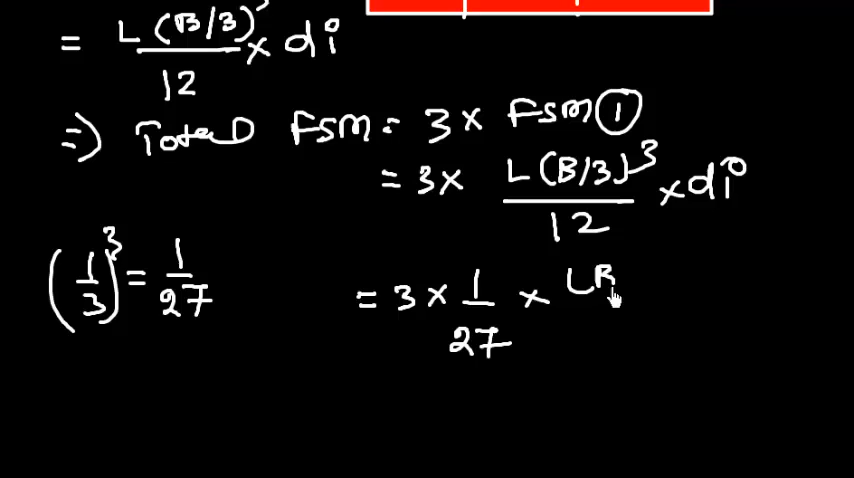 = L(B/3)³/12 × di
=) Total FSM = 3 × FSM ①
= 3 × L(B/3)³/12 × di
(1/3)³ = 1/27
= 3 × 1/27 × LB